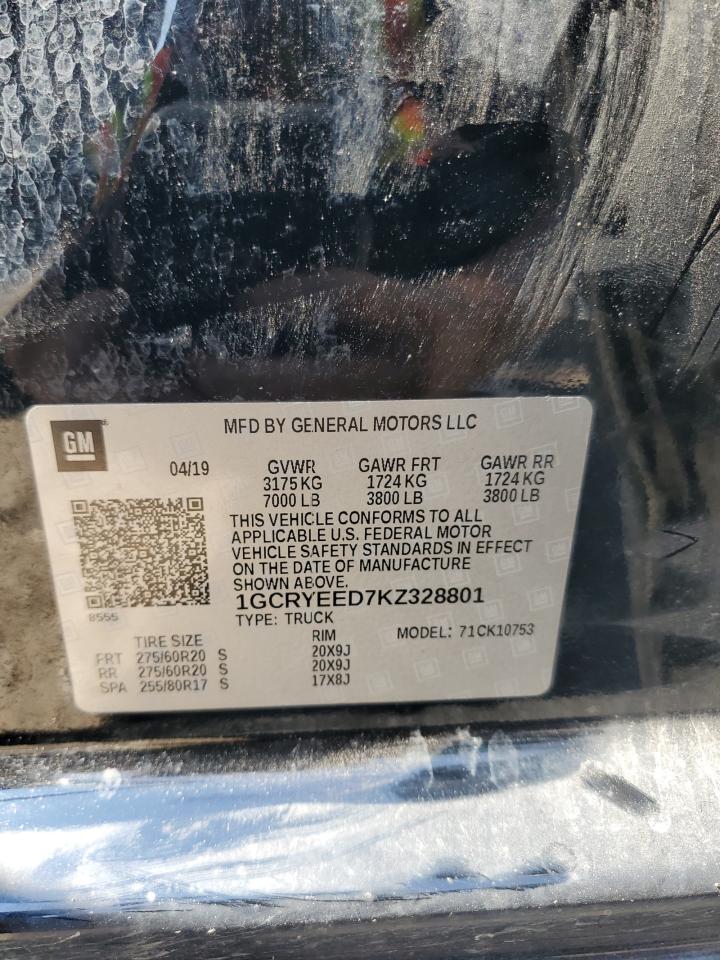 GM
MFD BY GENERAL MOTORS LLC
04/19 GVWR GAWR FRT GAWR RR
3175 KG 1724 KG 1724 KG
7000 LB 3800 LB 3800 LB
THIS VEHICLE CONFORMS TO ALL
APPLICABLE U.S. FEDERAL MOTOR
VEHICLE SAFETY STANDARDS IN EFFECT
ON THE DATE OF MANUFACTURE
SHOWN ABOVE.
8555
1GCRYEED7KZ328801
TYPE: TRUCK MODEL: 71CK10753
TIRE SIZE RIM
FRT 275/60R20 S 20X9J
RR 275/60R20 S 20X9J
SPA 255/80R17 S 17X8J